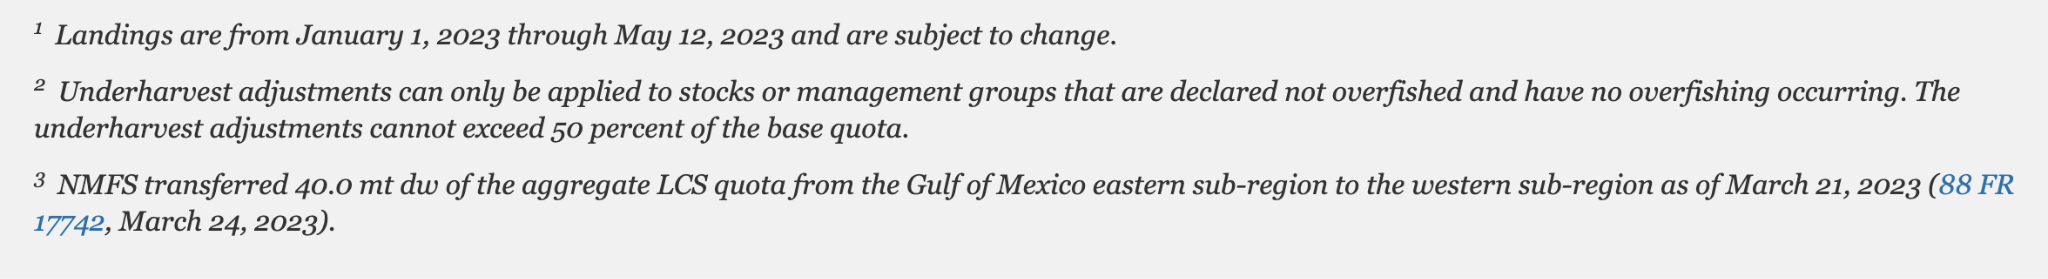 ¹ Landings are from January 1, 2023 through May 12, 2023 and are subject to change.
² Underharvest adjustments can only be applied to stocks or management groups that are declared not overfished and have no overfishing occurring. The
underharvest adjustments cannot exceed 50 percent of the base quota.
³ NMFS transferred 40.0 mt dw of the aggregate LCS quota from the Gulf of Mexico eastern sub-region to the western sub-region as of March 21, 2023 (88 FR
17742, March 24, 2023).